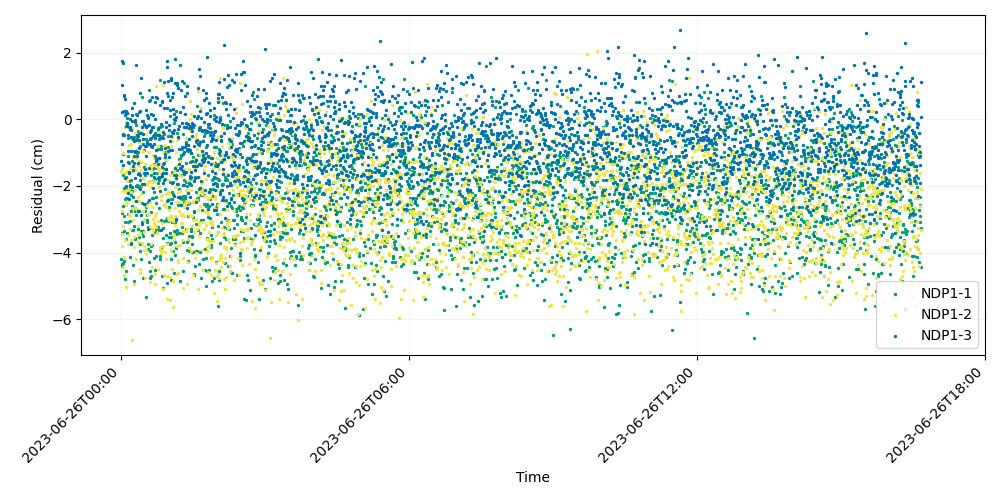 2
0
−2
−4
−6
Residual (cm)
NDP1-1
NDP1-2
NDP1-3
2023-06-26T00:00
2023-06-26T06:00
2023-06-26T12:00
2023-06-26T18:00
Time